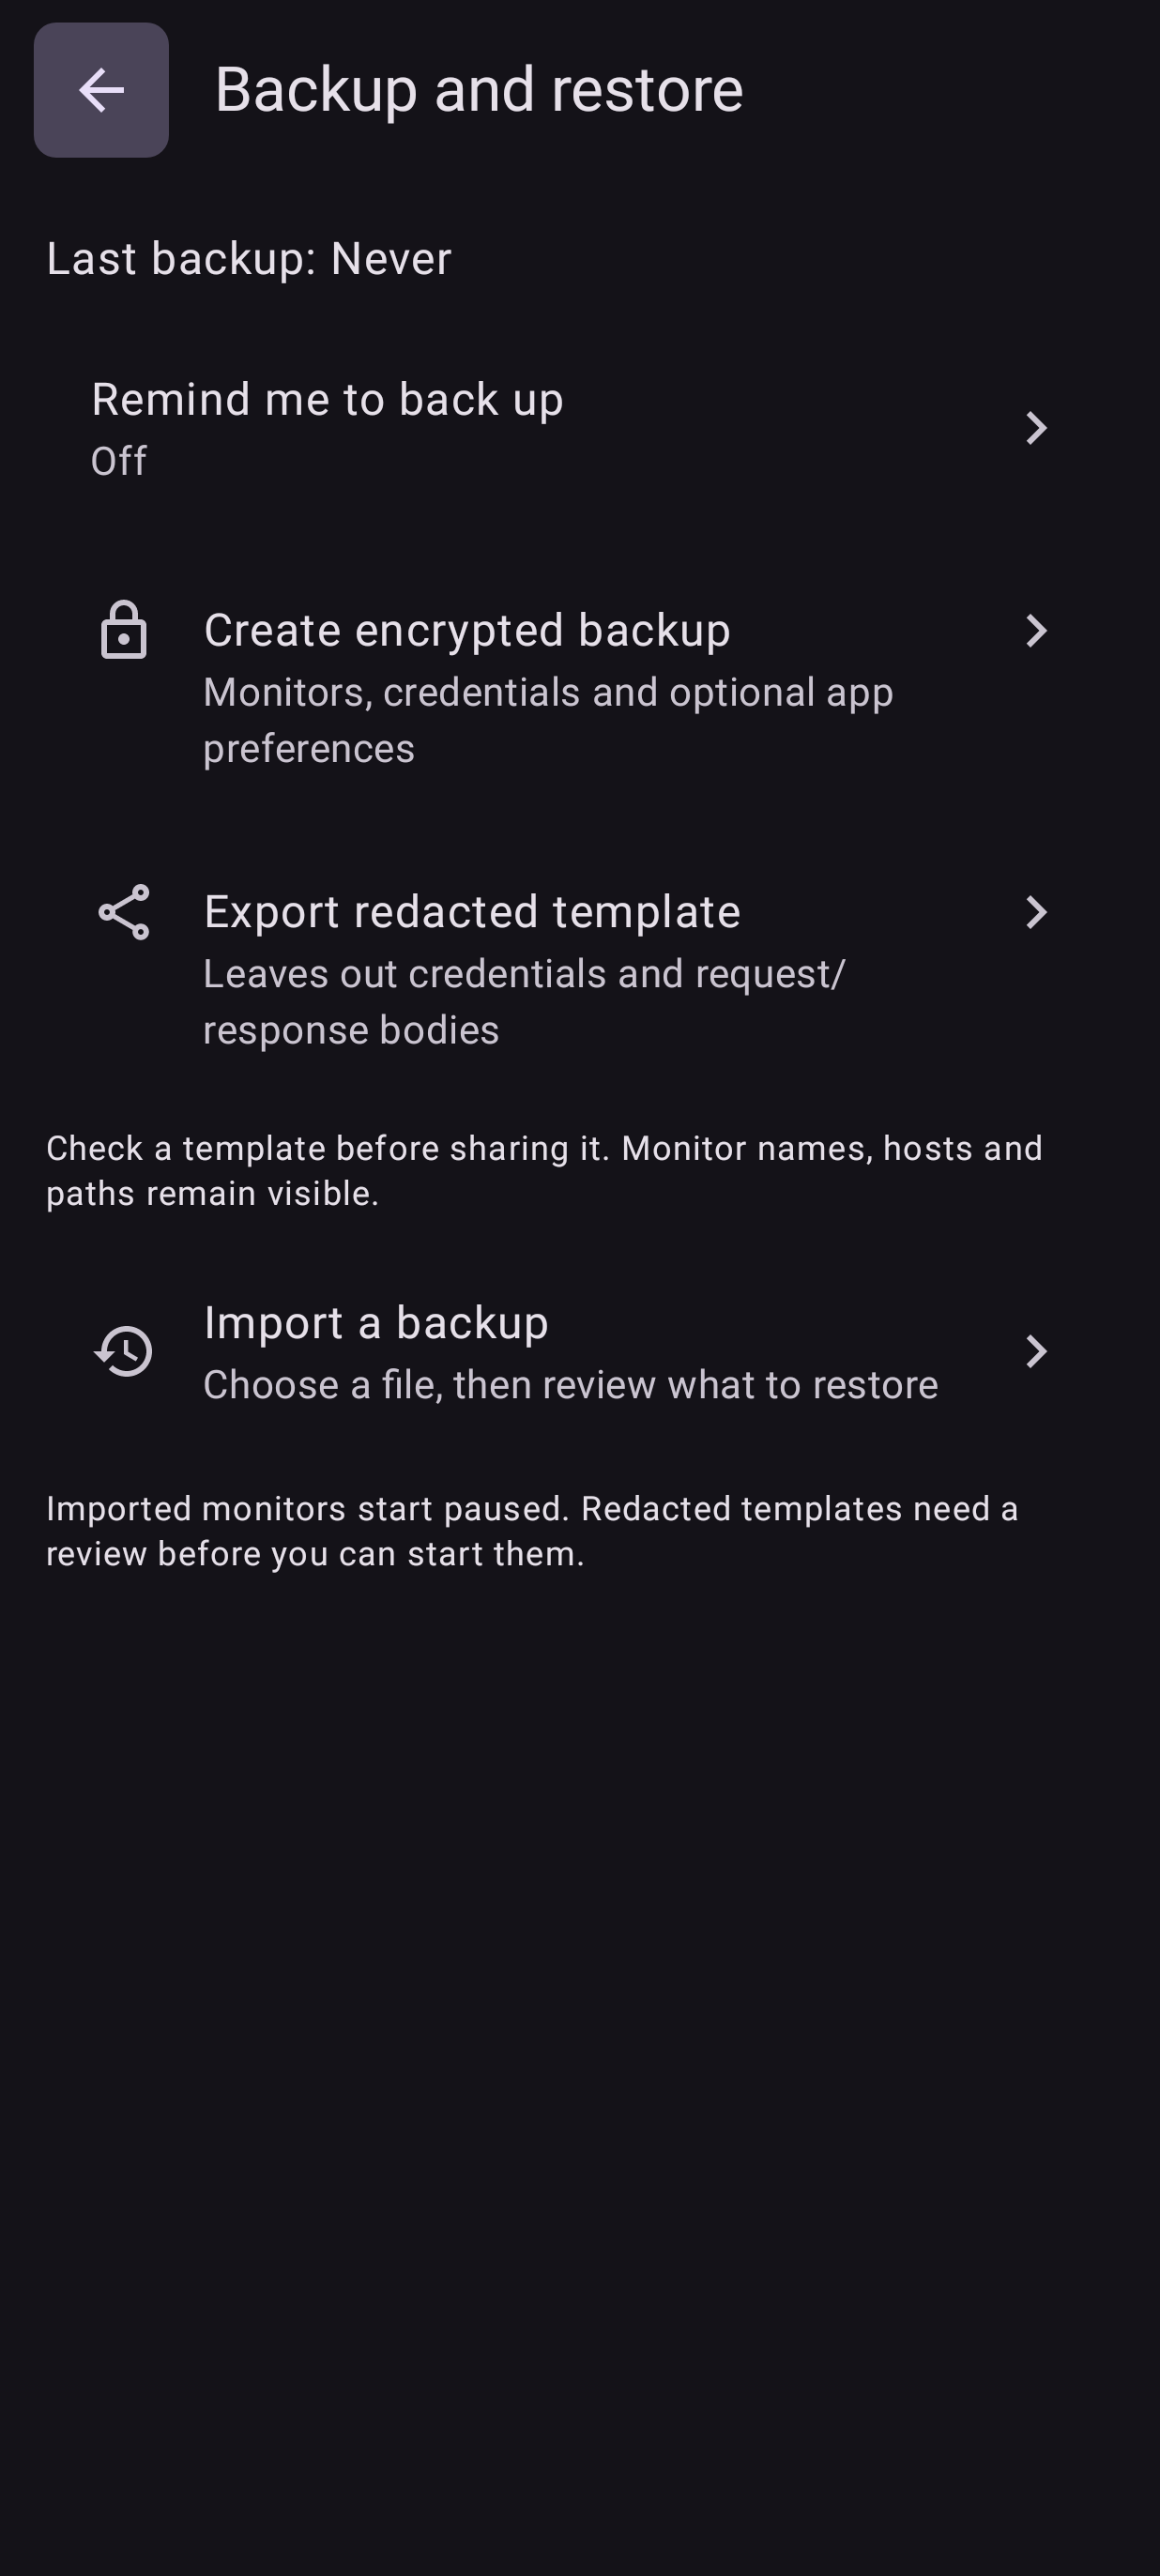 Backup and restore
Last backup: Never
Remind me to back up
Off
Create encrypted backup
Monitors, credentials and optional app
preferences
Export redacted template
Leaves out credentials and request/
response bodies
Check a template before sharing it. Monitor names, hosts and
paths remain visible.
Import a backup
Choose a file, then review what to restore
Imported monitors start paused. Redacted templates need a
review before you can start them.